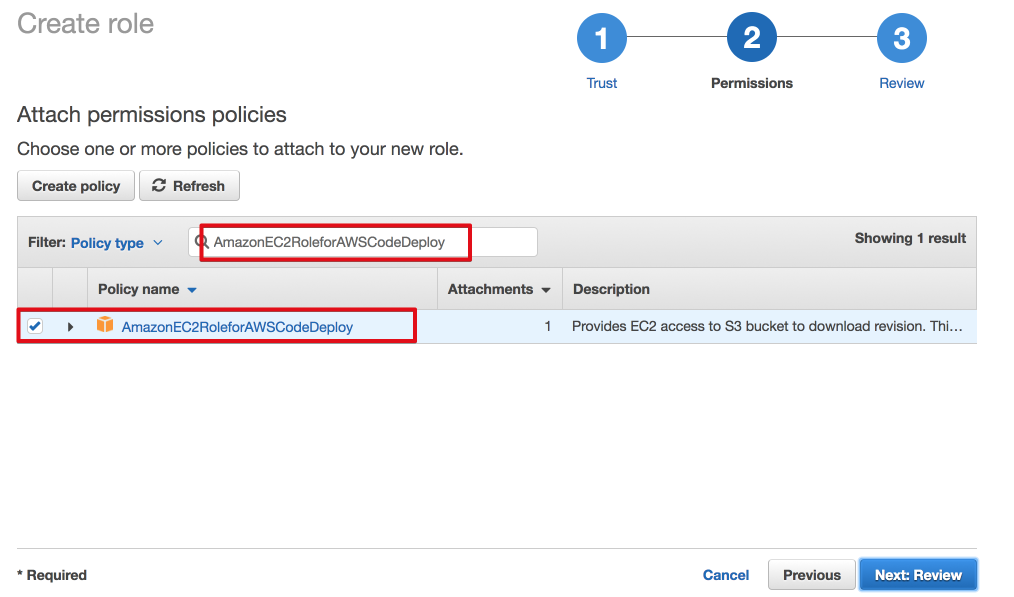 Create role
1 2 3
Trust Permissions Review
Attach permissions policies
Choose one or more policies to attach to your new role.
Create policy Refresh
Filter: Policy type AmazonEC2RoleforAWSCodeDeploy Showing 1 result
Policy name Attachments Description
AmazonEC2RoleforAWSCodeDeploy 1 Provides EC2 access to S3 bucket to download revision. Thi...
* Required Cancel Previous Next: Review